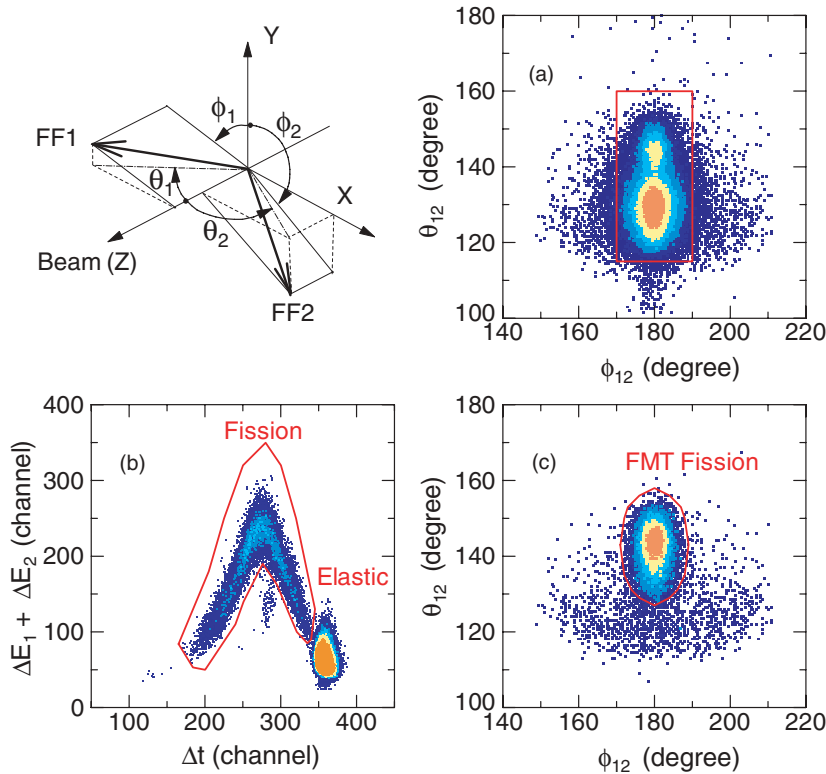 Y
ϕ₁
ϕ₂
FF1
θ₁
X
θ₂
Beam (Z)
FF2
(a)
180
160
140
120
100
θ₁₂ (degree)
140 160 180 200 220
ϕ₁₂ (degree)
(b)
Fission
Elastic
400
300
200
100
0
ΔE₁ + ΔE₂ (channel)
100 200 300 400
Δt (channel)
(c)
FMT Fission
180
160
140
120
100
θ₁₂ (degree)
140 160 180 200 220
ϕ₁₂ (degree)